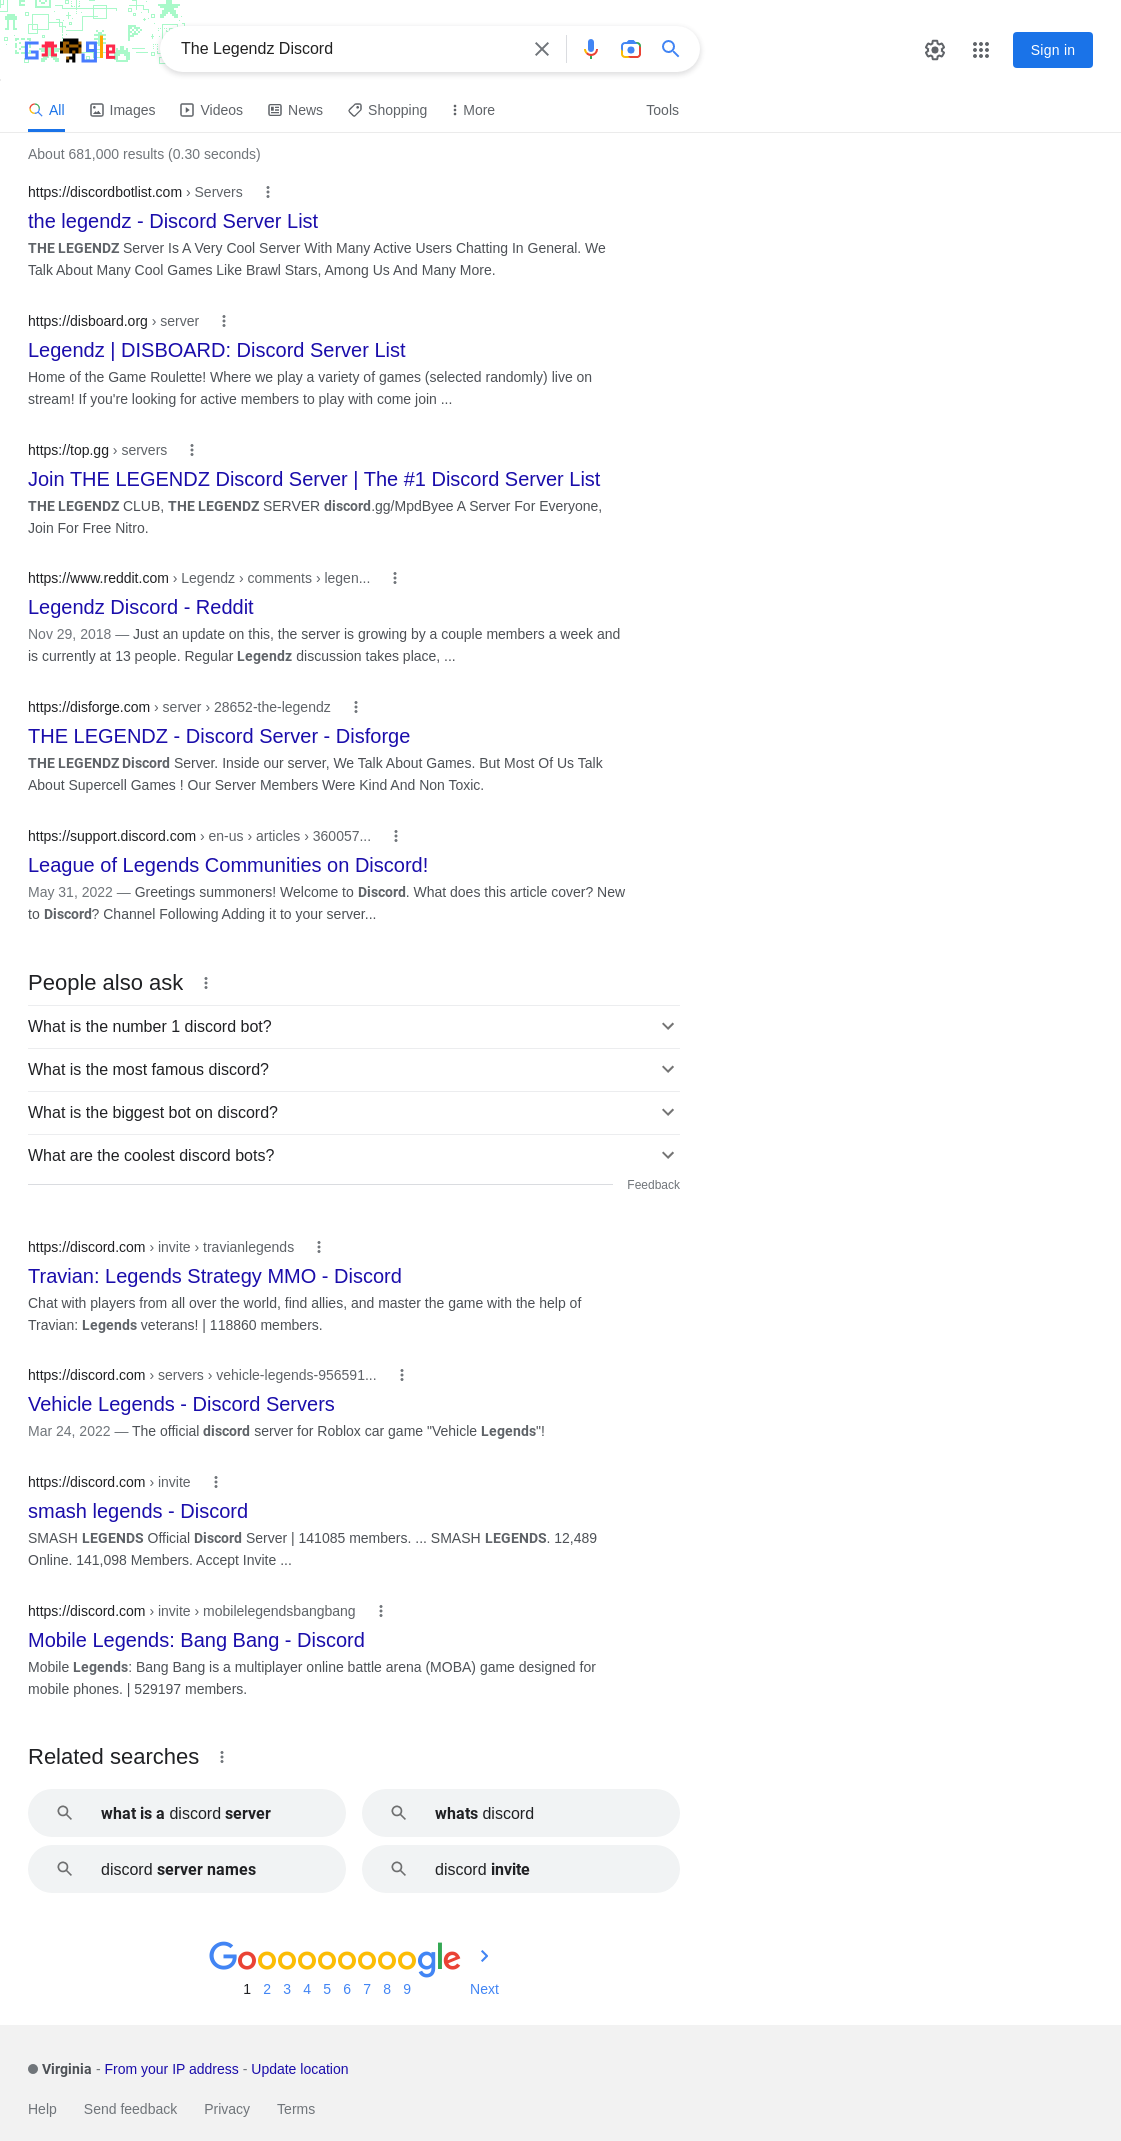 Google
The Legendz Discord
Sign in
All Images Videos News Shopping More Tools
About 681,000 results (0.30 seconds)
https://discordbotlist.com › Servers
the legendz - Discord Server List
THE LEGENDZ Server Is A Very Cool Server With Many Active Users Chatting In General. We
Talk About Many Cool Games Like Brawl Stars, Among Us And Many More.
https://disboard.org › server
Legendz | DISBOARD: Discord Server List
Home of the Game Roulette! Where we play a variety of games (selected randomly) live on
stream! If you're looking for active members to play with come join ...
https://top.gg › servers
Join THE LEGENDZ Discord Server | The #1 Discord Server List
THE LEGENDZ CLUB, THE LEGENDZ SERVER discord.gg/MpdByee A Server For Everyone,
Join For Free Nitro.
https://www.reddit.com › Legendz › comments › legen...
Legendz Discord - Reddit
Nov 29, 2018 — Just an update on this, the server is growing by a couple members a week and
is currently at 13 people. Regular Legendz discussion takes place, ...
https://disforge.com › server › 28652-the-legendz
THE LEGENDZ - Discord Server - Disforge
THE LEGENDZ Discord Server. Inside our server, We Talk About Games. But Most Of Us Talk
About Supercell Games ! Our Server Members Were Kind And Non Toxic.
https://support.discord.com › en-us › articles › 360057...
League of Legends Communities on Discord!
May 31, 2022 — Greetings summoners! Welcome to Discord. What does this article cover? New
to Discord? Channel Following Adding it to your server...
People also ask
What is the number 1 discord bot?
What is the most famous discord?
What is the biggest bot on discord?
What are the coolest discord bots?
Feedback
https://discord.com › invite › travianlegends
Travian: Legends Strategy MMO - Discord
Chat with players from all over the world, find allies, and master the game with the help of
Travian: Legends veterans! | 118860 members.
https://discord.com › servers › vehicle-legends-956591...
Vehicle Legends - Discord Servers
Mar 24, 2022 — The official discord server for Roblox car game "Vehicle Legends"!
https://discord.com › invite
smash legends - Discord
SMASH LEGENDS Official Discord Server | 141085 members. ... SMASH LEGENDS. 12,489
Online. 141,098 Members. Accept Invite ...
https://discord.com › invite › mobilelegendsbangbang
Mobile Legends: Bang Bang - Discord
Mobile Legends: Bang Bang is a multiplayer online battle arena (MOBA) game designed for
mobile phones. | 529197 members.
Related searches
what is a discord server
whats discord
discord server names
discord invite
Gooooooooogle
1 2 3 4 5 6 7 8 9 Next
Virginia - From your IP address - Update location
Help Send feedback Privacy Terms